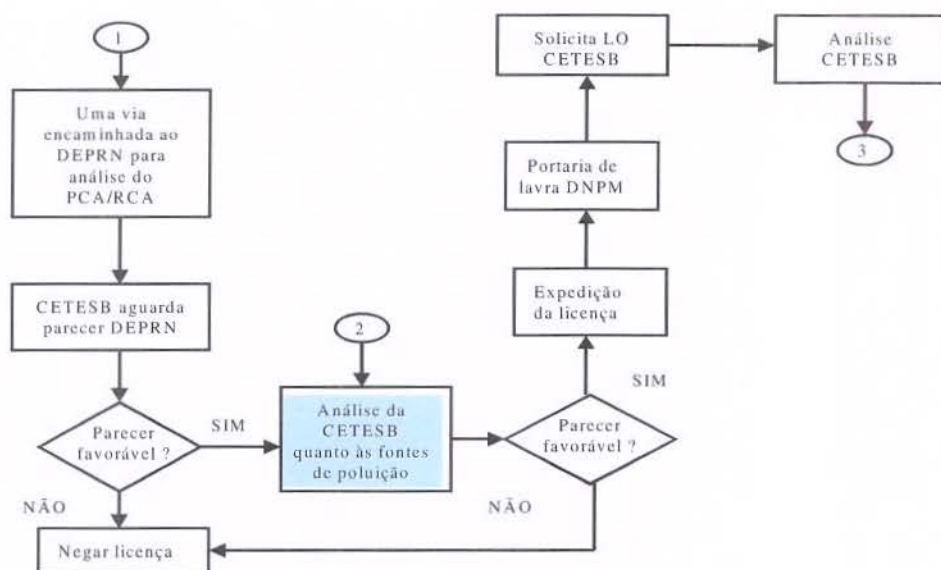 1
Uma via
encaminhada ao
DEPRN para
análise do
PCA/RCA
CETESB aguarda
parecer DEPRN
Parecer
favorável ?
SIM
NÃO
Negar licença
2
Análise da
CETESB
quanto às fontes
de poluição
Parecer
favorável ?
SIM
NÃO
Expedição
da licença
Portaria de
lavra DNPM
Solicita LO
CETESB
Análise
CETESB
3